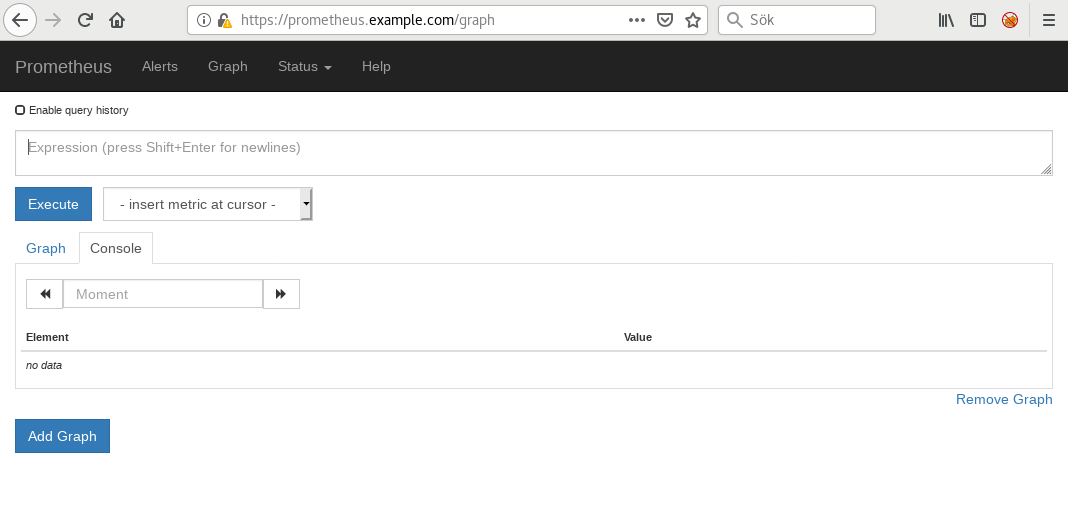 https://prometheus.example.com/graph
Sök
Prometheus Alerts Graph Status Help
Enable query history
Expression (press Shift+Enter for newlines)
Execute - insert metric at cursor -
Graph Console
Moment
Element Value
no data
Remove Graph
Add Graph